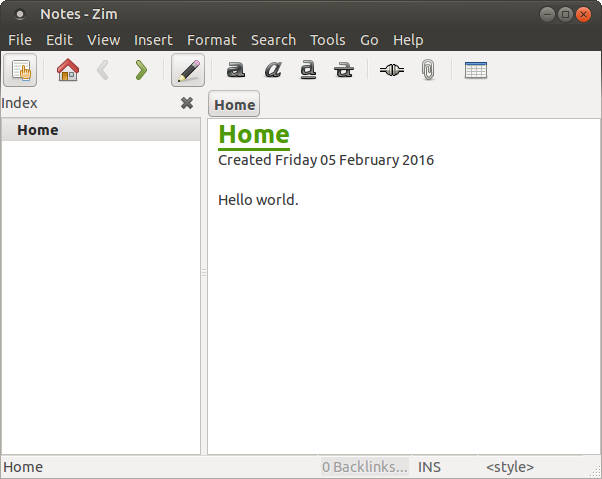 Notes - Zim
File Edit View Insert Format Search Tools Go Help
a a a a
Index
Home
Home
Home
Created Friday 05 February 2016
Hello world.
Home
0 Backlinks...
INS
<style>